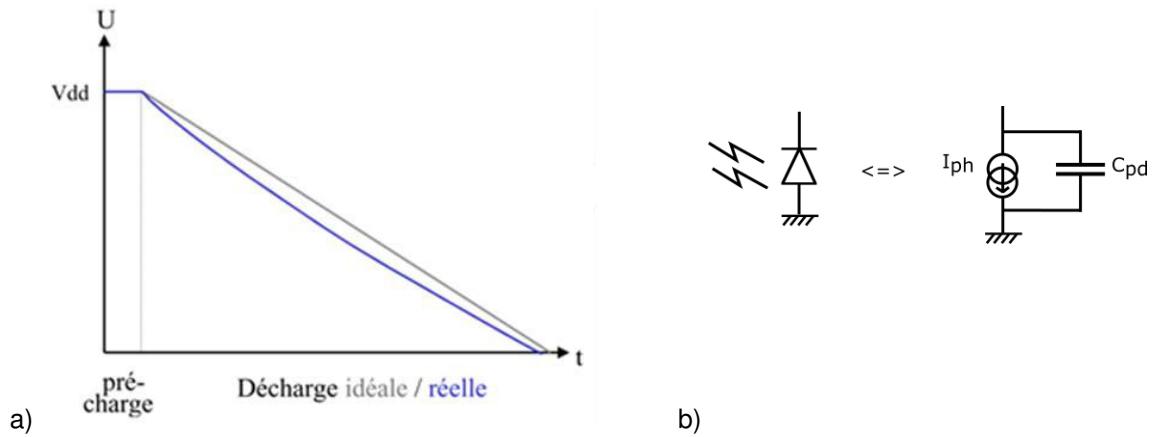 U
Vdd
t
pré-
charge
Décharge idéale / réelle
a)
<=>
Iph
Cpd
b)